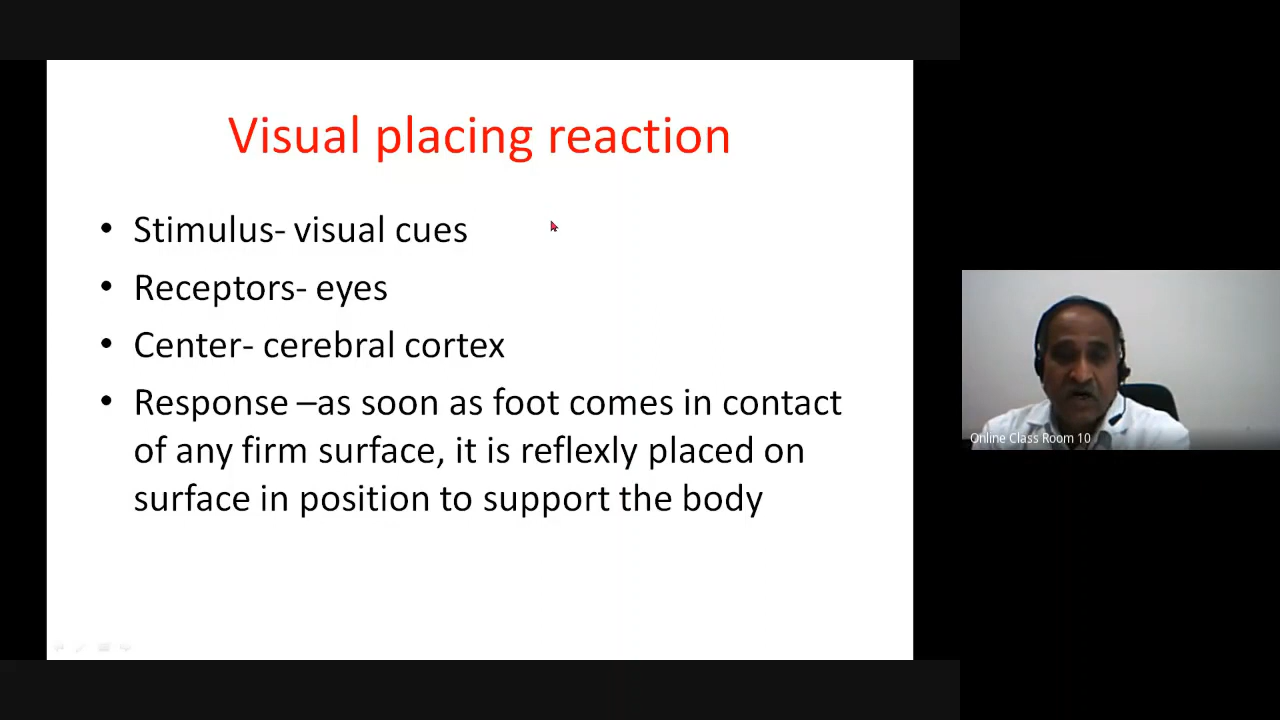 Visual placing reaction
• Stimulus- visual cues
• Receptors- eyes
• Center- cerebral cortex
• Response –as soon as foot comes in contact
of any firm surface, it is reflexly placed on
surface in position to support the body
Online Class Room 10